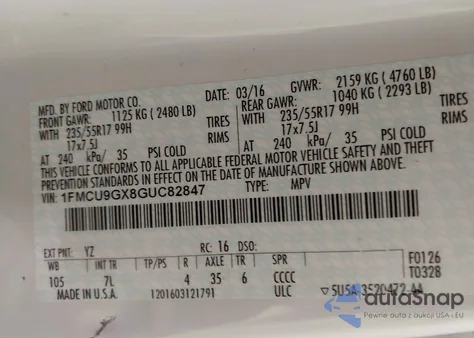 MFD. BY FORD MOTOR CO.
DATE: 03/16 GVWR: 2159 KG ( 4760 LB)
FRONT GAWR: 1125 KG ( 2480 LB) REAR GAWR: 1040 KG ( 2293 LB)
WITH 235/55R17 99H TIRES WITH 235/55R17 99H TIRES
17x7.5J RIMS 17x7.5J RIMS
AT 240 kPa/ 35 PSI COLD AT 240 kPa/ 35 PSI COLD
THIS VEHICLE CONFORMS TO ALL APPLICABLE FEDERAL MOTOR VEHICLE SAFETY AND THEFT
PREVENTION STANDARDS IN EFFECT ON THE DATE OF MANUFACTURE SHOWN ABOVE.
VIN: 1FMCU9GX8GUC82847 TYPE: MPV
EXT PNT: YZ RC: 16 DSO: F0126
WB INT TR TP/PS R AXLE TR SPR T0328
105 7L 4 35 6 CCCC
MADE IN U.S.A. 1201603121791 ULC
autoSnap
Pewne auta z aukcji USA i EU